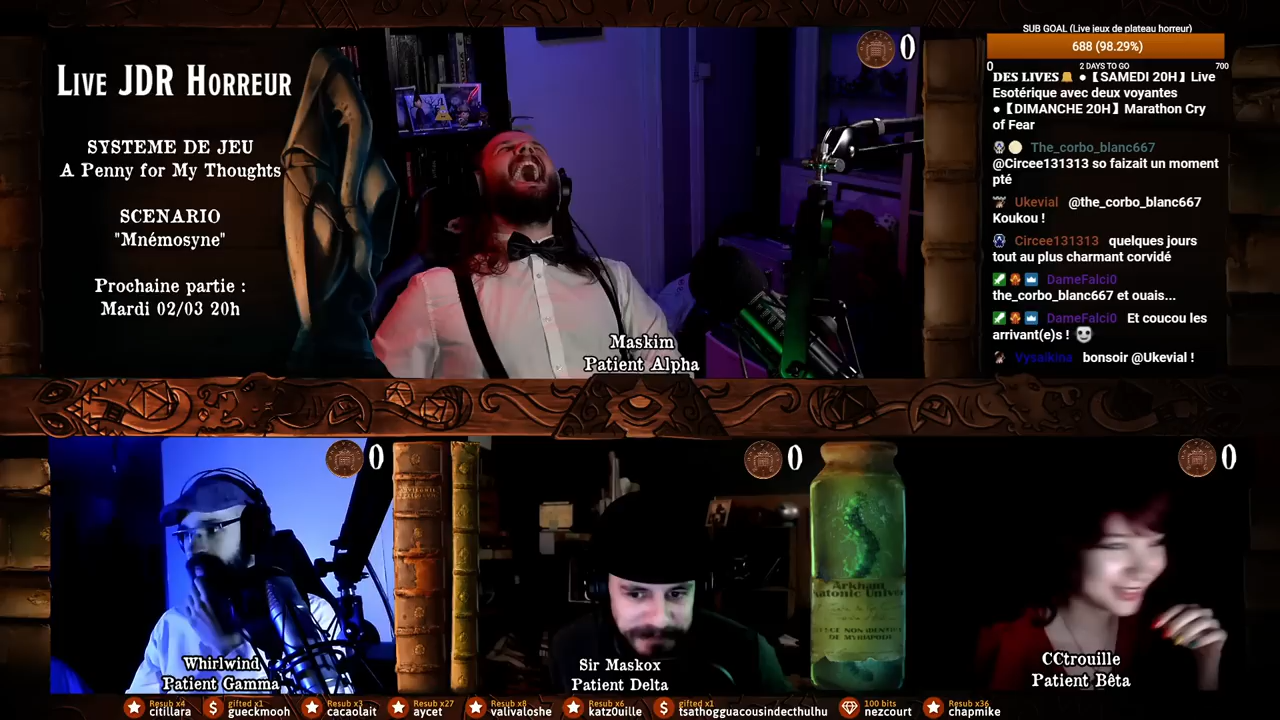 Live JDR Horreur
SYSTEME DE JEU
A Penny for My Thoughts
SCENARIO
"Mnémosyne"
Prochaine partie :
Mardi 02/03 20h
0
Maskim
Patient Alpha
SUB GOAL (Live jeux de plateau horreur)
688 (98.29%)
0
2 DAYS TO GO
700
DES LIVES ●【SAMEDI 20H】Live
Esotérique avec deux voyantes
●【DIMANCHE 20H】Marathon Cry
of Fear
The_corbo_blanc667
@Circee131313 so faizait un moment
pté
Ukevial @the_corbo_blanc667
Koukou !
Circee131313 quelques jours
tout au plus charmant corvidé
DameFalci0
the_corbo_blanc667 et ouais...
DameFalci0 Et coucou les
arrivant(e)s !
Vysaikina bonsoir @Ukevial !
0
Whirlwind
Patient Gamma
0
Sir Maskox
Patient Delta
Arkham
0
CCtrouille
Patient Bêta
Resub x4
citillara
gifted x1
gueckmooh
Resub x3
cacaolait
Resub x27
aycet
Resub x8
valivaloshe
Resub x6
katz0uille
gifted x1
tsathogguacousindecthulhu
100 bits
nezcourt
Resub x36
chapmike